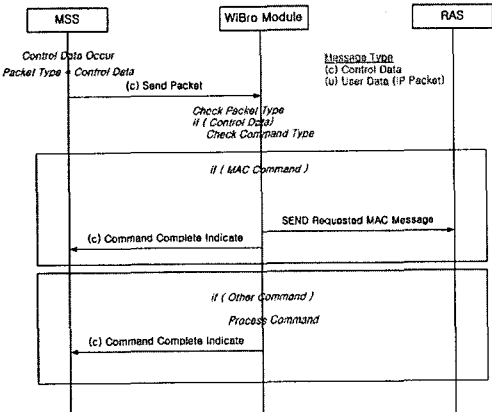 MSS
WiBro Module
RAS
Control Data Occur
Packet Type = Control Data
Message Type
(c) Control Data
(u) User Data (IP Packet)
(c) Send Packet
Check Packet Type
if ( Control Data)
Check Command Type
if ( MAC Command )
SEND Requested MAC Message
(c) Command Complete Indicate
if ( Other Command )
Process Command
(c) Command Complete Indicate